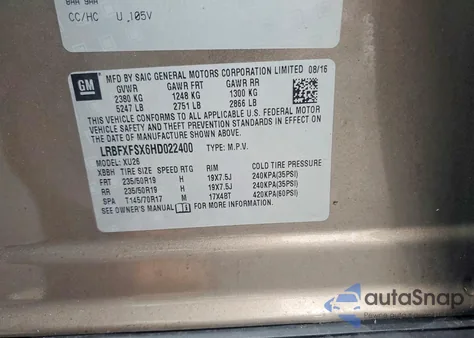 CC/HC U 105V
GM
MFD BY SAIC GENERAL MOTORS CORPORATION LIMITED 08/16
GVWR GAWR FRT GAWR RR
2380 KG 1248 KG 1300 KG
5247 LB 2751 LB 2866 LB
THIS VEHICLE CONFORMS TO ALL APPLICABLE U.S. FEDERAL MOTOR
VEHICLE SAFETY AND THEFT PREVENTION STANDARDS IN EFFECT ON
THE DATE OF MANUFACTURE SHOWN ABOVE.
LRBFXFSX6HD022400 TYPE: M.P.V.
MODEL: XU26
XBBH TIRE SIZE SPEED RTG RIM COLD TIRE PRESSURE
FRT 235/50R19 H 19X7.5J 240KPA(35PSI)
RR 235/50R19 H 19X7.5J 240KPA(35PSI)
SPA T145/70R17 M 17X4BT 420KPA(60PSI)
SEE OWNER'S MANUAL FOR MORE INFORMATION.
autoSnap